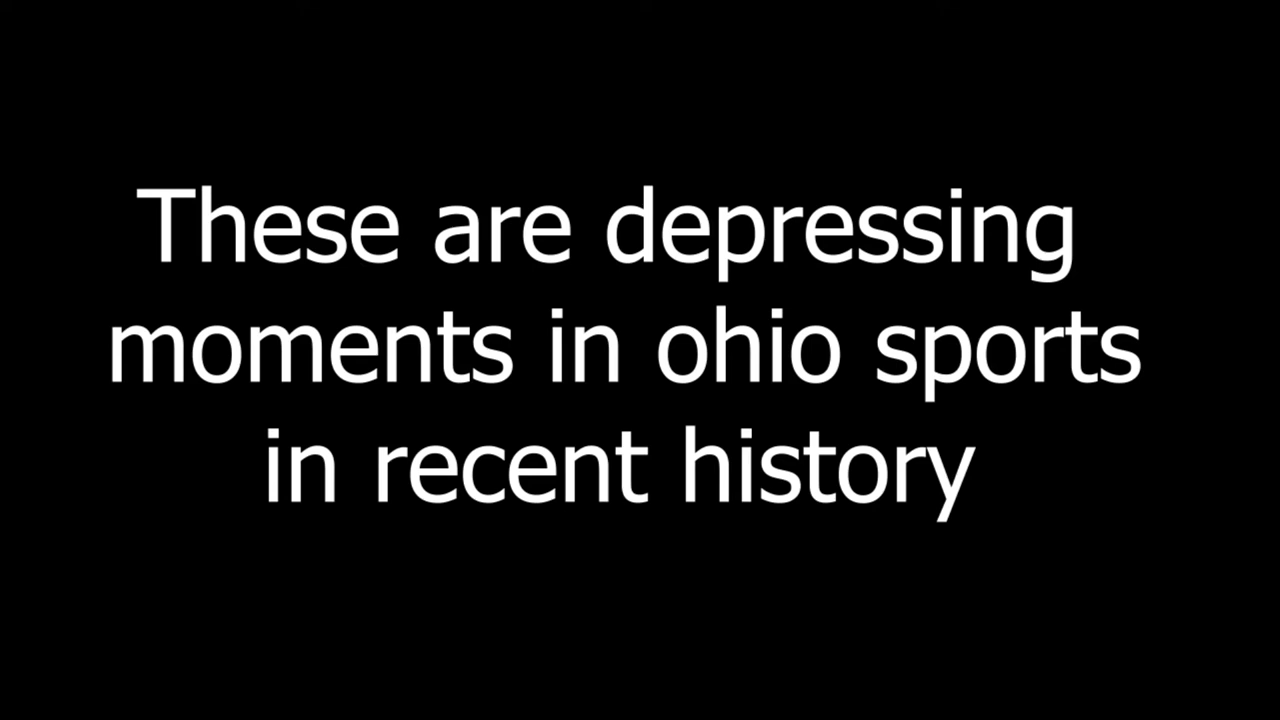 These are depressing
moments in ohio sports
in recent history